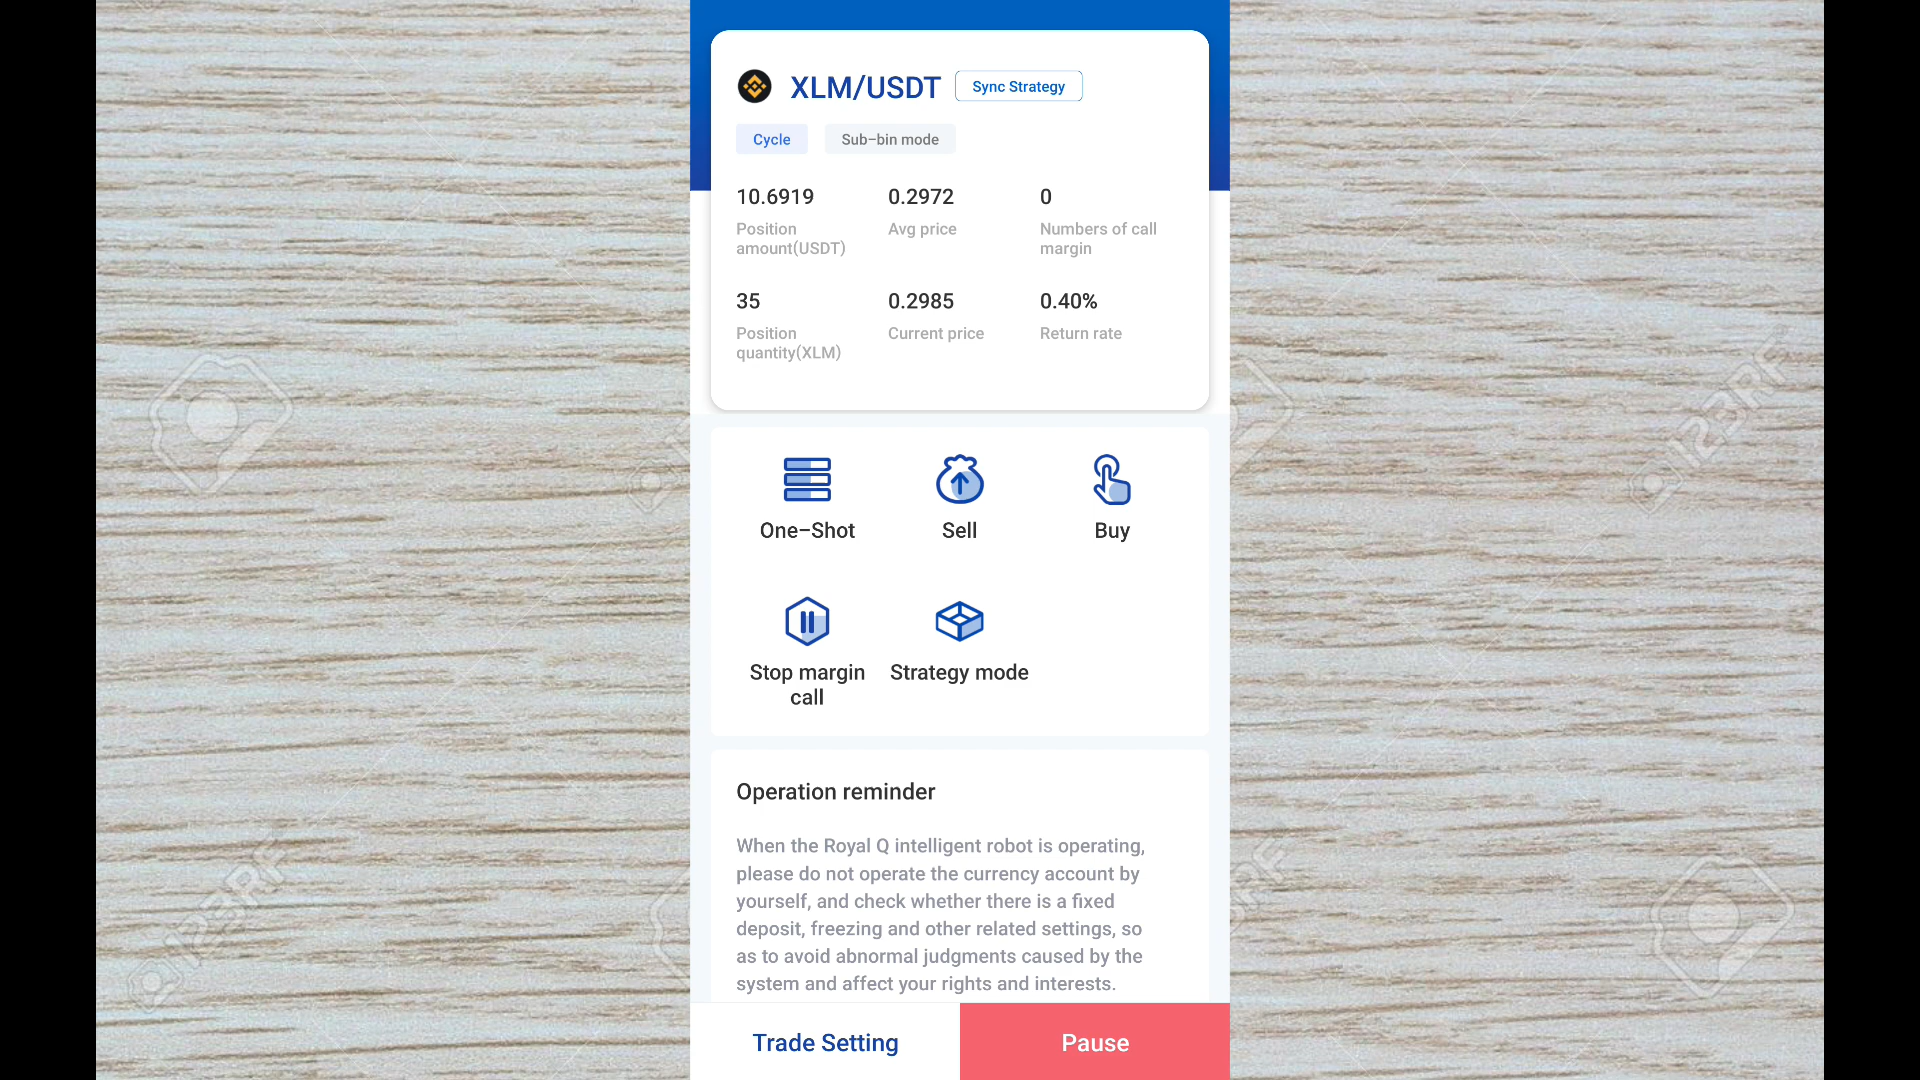 XLM/USDT
Sync Strategy
Cycle
Sub-bin mode
10.6919
0.2972
0
Position
amount(USDT)
Avg price
Numbers of call
margin
35
0.2985
0.40%
Position
quantity(XLM)
Current price
Return rate
One-Shot
Sell
Buy
Stop margin
call
Strategy mode
Operation reminder
When the Royal Q intelligent robot is operating,
please do not operate the currency account by
yourself, and check whether there is a fixed
deposit, freezing and other related settings, so
as to avoid abnormal judgments caused by the
system and affect your rights and interests.
Trade Setting
Pause
123RF
123RF